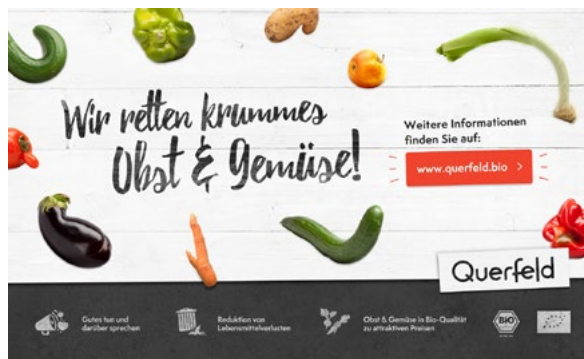 Wir retten krummes
Obst & Gemüse!
Weitere Informationen
finden Sie auf:
www.querfeld.bio >
Querfeld
Gutes tun und
darüber sprechen
Reduktion von
Lebensmittelverlusten
Obst & Gemüse in Bio-Qualität
zu attraktiven Preisen
BIO